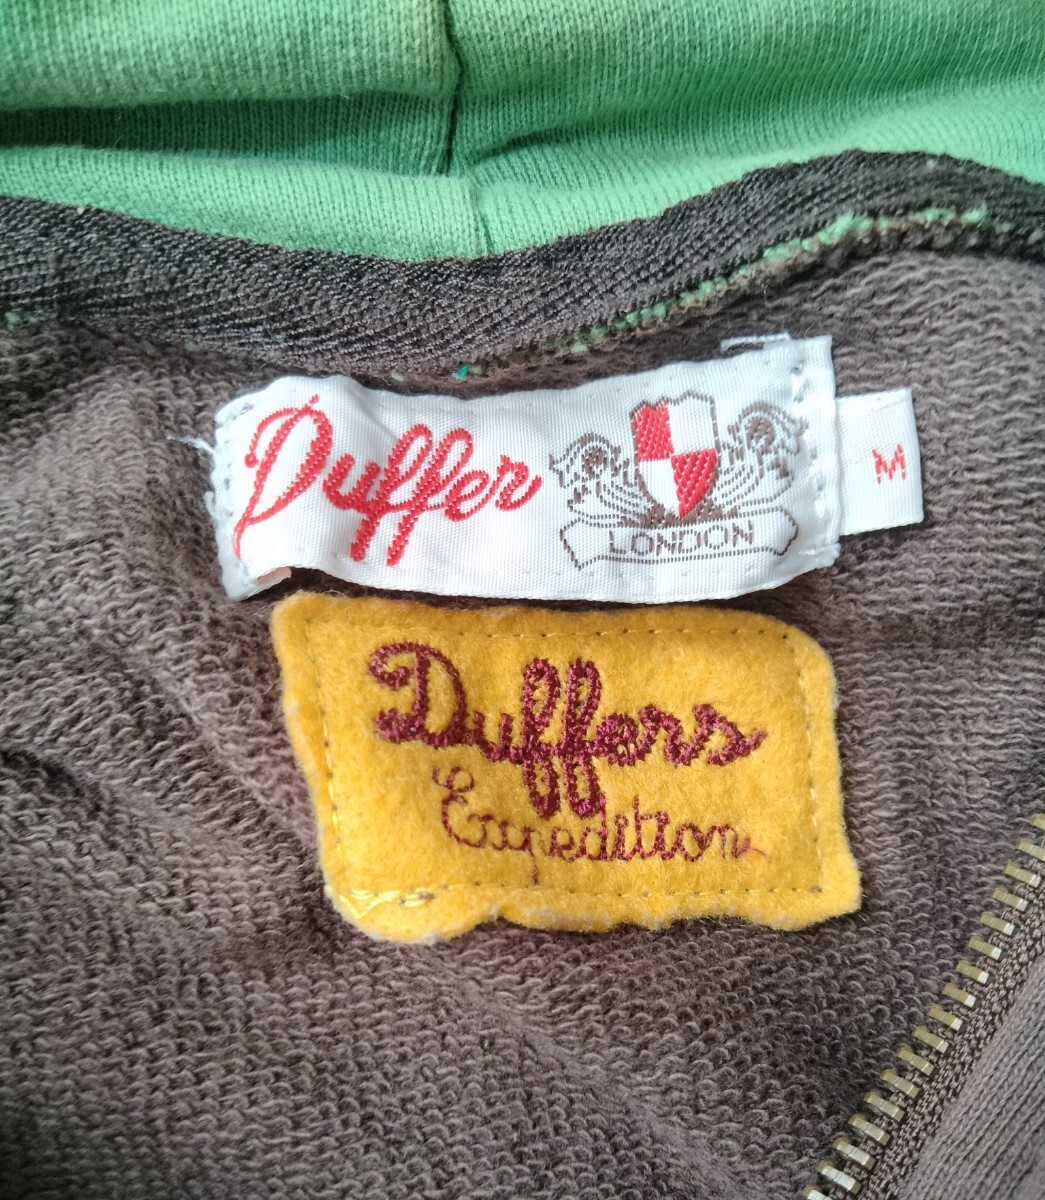 Duffer
LONDON
M
Duffers
Expedition